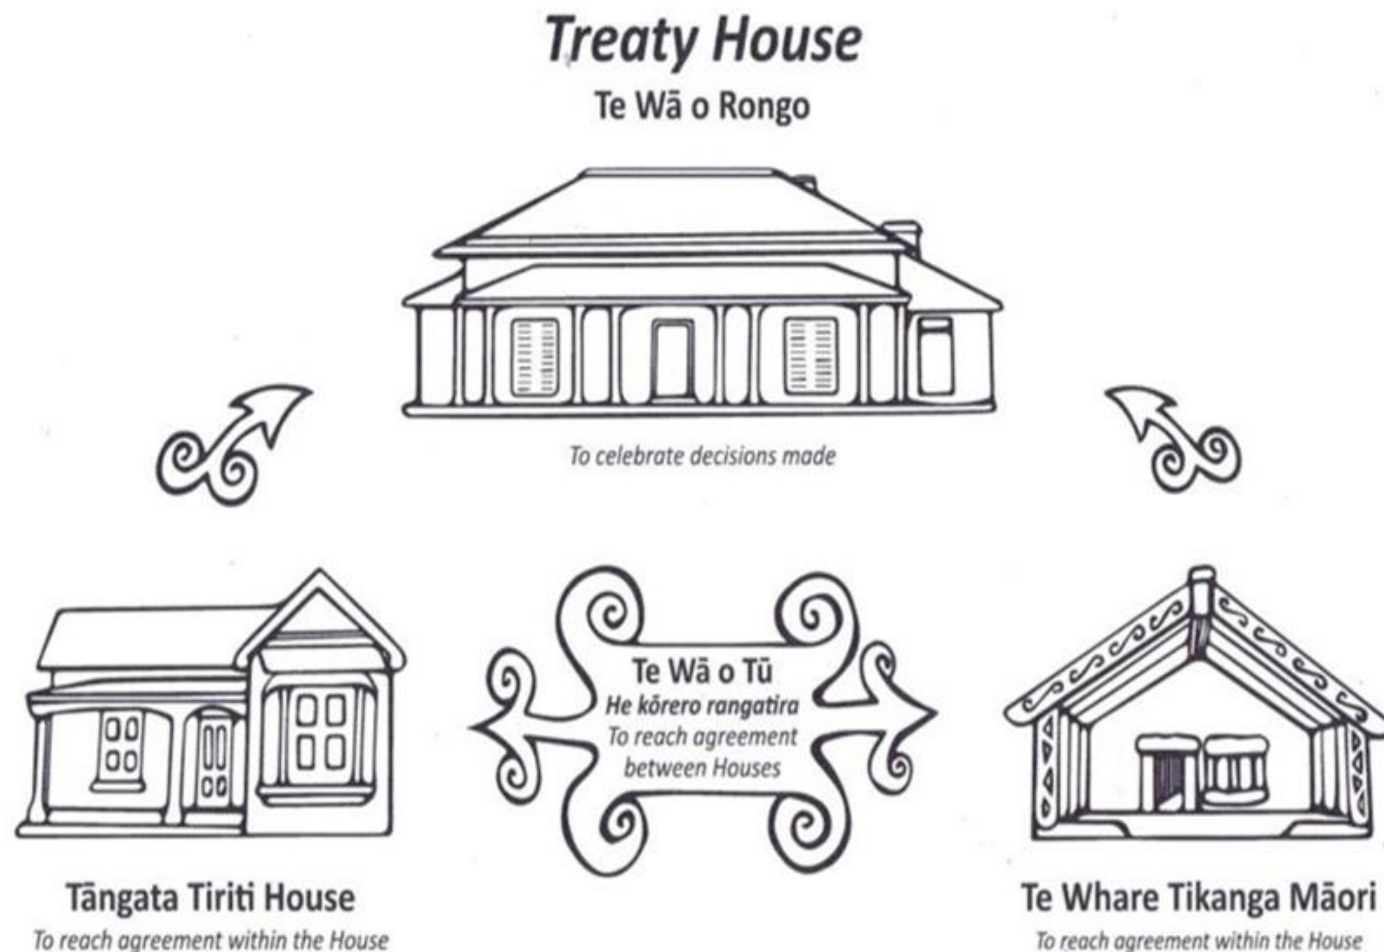 Treaty House
Te Wā o Rongo
To celebrate decisions made
Te Wā o Tū
He kōrero rangatira
To reach agreement
between Houses
Tāngata Tiriti House
To reach agreement within the House
Te Whare Tikanga Māori
To reach agreement within the House